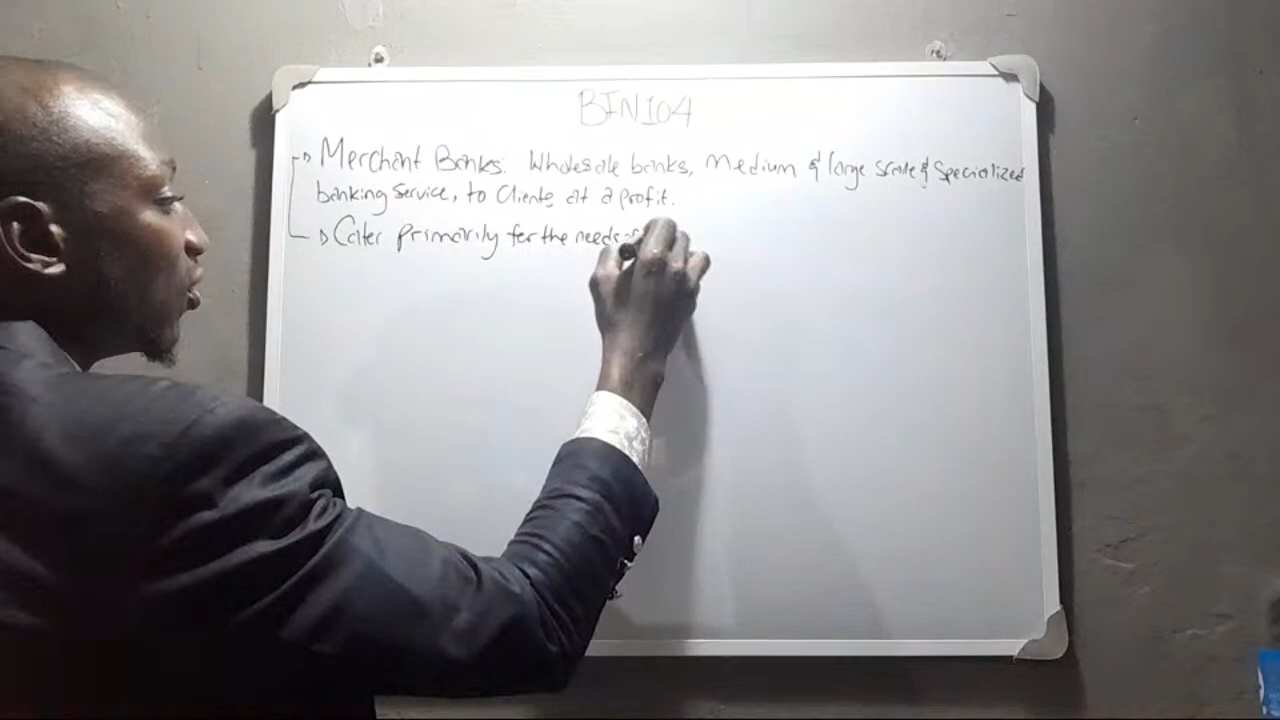 BFN104
Merchant Banks: Wholesale banks, Medium & large scale & Specialized
banking service, to Clients at a profit.
Cater primarily for the needs of